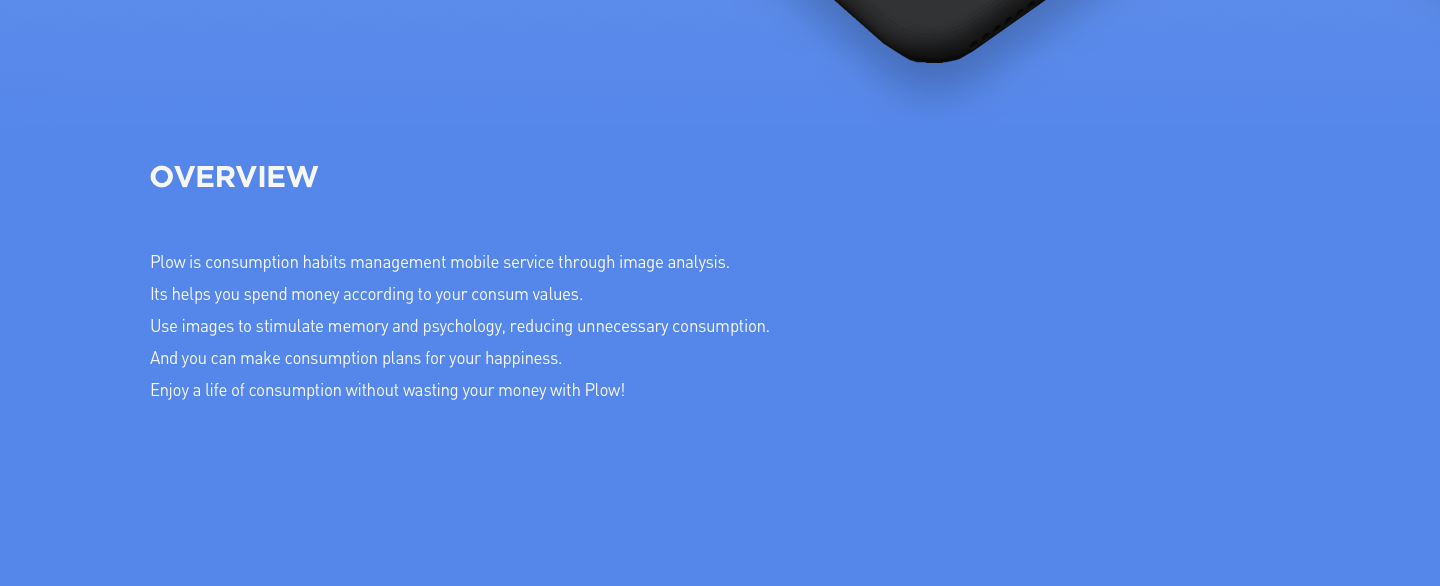 OVERVIEW
Plow is consumption habits management mobile service through image analysis.
Its helps you spend money according to your consum values.
Use images to stimulate memory and psychology, reducing unnecessary consumption.
And you can make consumption plans for your happiness.
Enjoy a life of consumption without wasting your money with Plow!